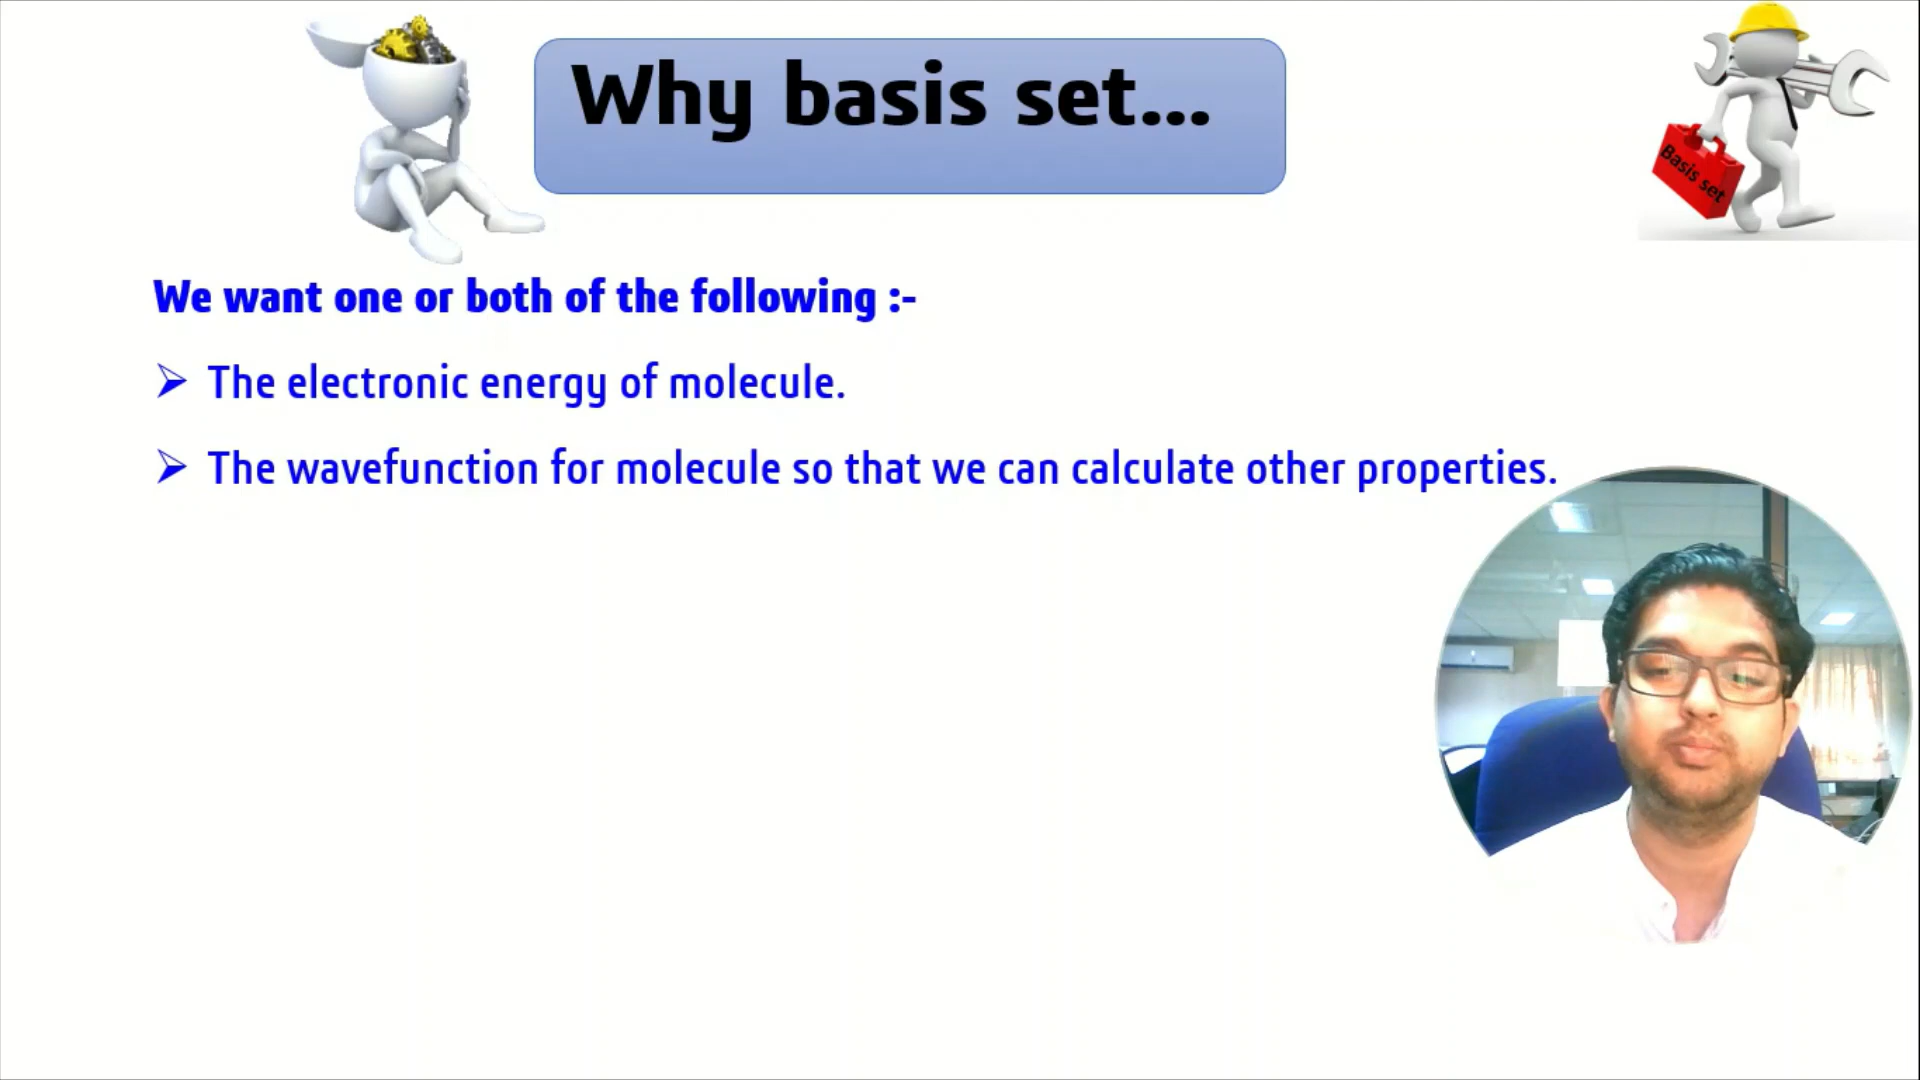 Why basis set...
Basis set
We want one or both of the following :-
➢ The electronic energy of molecule.
➢ The wavefunction for molecule so that we can calculate other properties.